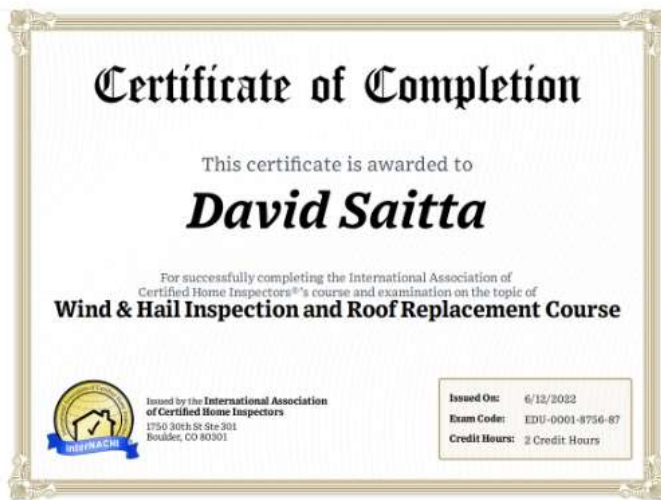 Certificate of Completion
This certificate is awarded to
David Saitta
For successfully completing the International Association of
Certified Home Inspectors®'s course and examination on the topic of
Wind & Hail Inspection and Roof Replacement Course
InterNACHI
Issued by the International Association
of Certified Home Inspectors
1750 30th St Ste 301
Boulder, CO 80301
Issued On: 6/12/2022
Exam Code: EDU-0001-8756-87
Credit Hours: 2 Credit Hours